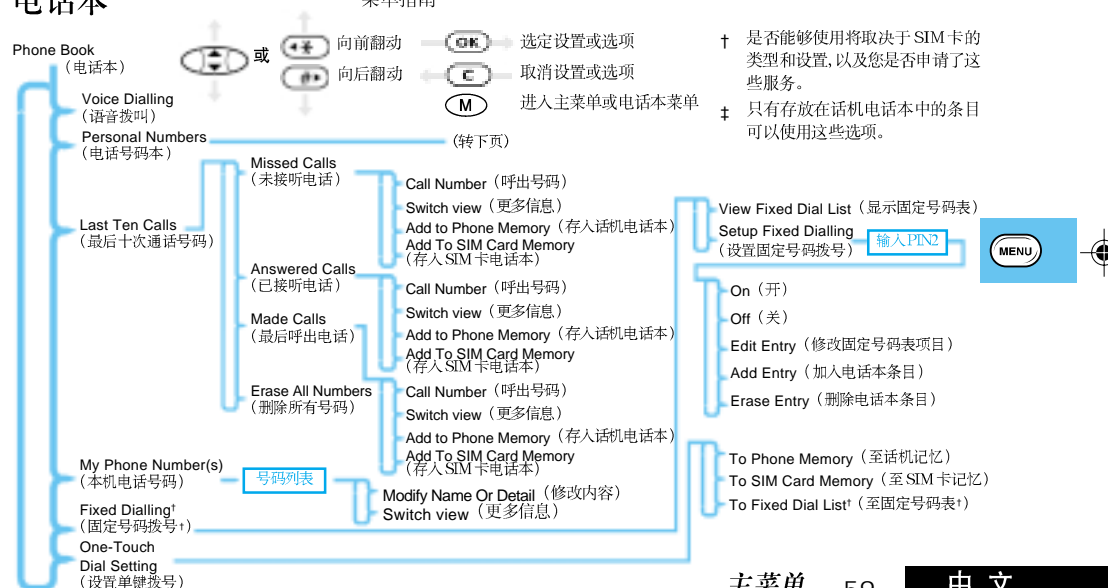 电话本
菜单指南
Phone Book
(电话本)
或
向前翻动
向后翻动
OK
选定设置或选项
C
取消设置或选项
M
进入主菜单或电话本菜单
† 是否能够使用将取决于 SIM 卡的
类型和设置,以及您是否申请了这
些服务。
‡ 只有存放在话机电话本中的条目
可以使用这些选项。
Voice Dialling
(语音拨叫)
Personal Numbers
(电话号码本)
(转下页)
Last Ten Calls
(最后十次通话号码)
Missed Calls
(未接听电话)
Call Number (呼出号码)
Switch view (更多信息)
Add to Phone Memory (存入话机电话本)
Add To SIM Card Memory
(存入SIM 卡电话本)
Answered Calls
(已接听电话)
Call Number (呼出号码)
Switch view (更多信息)
Add to Phone Memory (存入话机电话本)
Add To SIM Card Memory
(存入SIM 卡电话本)
Made Calls
(最后呼出电话)
Call Number (呼出号码)
Switch view (更多信息)
Add to Phone Memory (存入话机电话本)
Add To SIM Card Memory
(存入SIM 卡电话本)
Erase All Numbers
(删除所有号码)
My Phone Number(s)
(本机电话号码)
号码列表
Modify Name Or Detail (修改内容)
Switch view (更多信息)
Fixed Dialling†
(固定号码拨号†)
View Fixed Dial List (显示固定号码表)
Setup Fixed Dialling
(设置固定号码拨号)
输入PIN2
On (开)
Off (关)
Edit Entry (修改固定号码表项目)
Add Entry (加入电话本条目)
Erase Entry (删除电话本条目)
One-Touch
Dial Setting
(设置单键拨号)
To Phone Memory (至话机记忆)
To SIM Card Memory (至 SIM 卡记忆)
To Fixed Dial List† (至固定号码表†)
MENU
主菜单
中 文